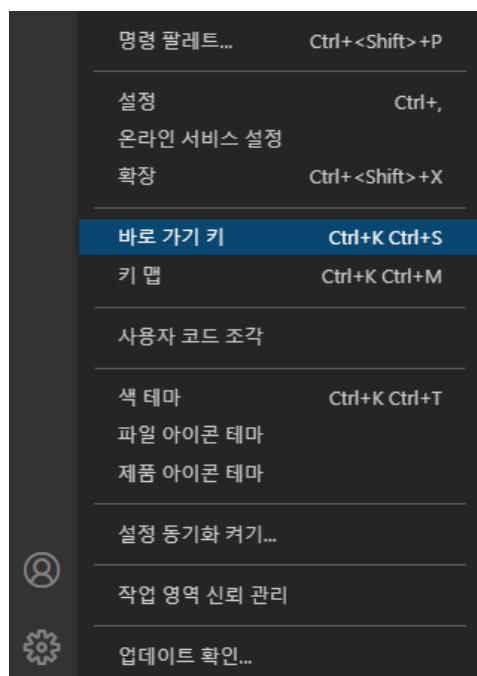 명령 팔레트... Ctrl+<Shift>+P
설정 Ctrl+,
온라인 서비스 설정
확장 Ctrl+<Shift>+X
바로 가기 키 Ctrl+K Ctrl+S
키 맵 Ctrl+K Ctrl+M
사용자 코드 조각
색 테마 Ctrl+K Ctrl+T
파일 아이콘 테마
제품 아이콘 테마
설정 동기화 켜기...
작업 영역 신뢰 관리
업데이트 확인...